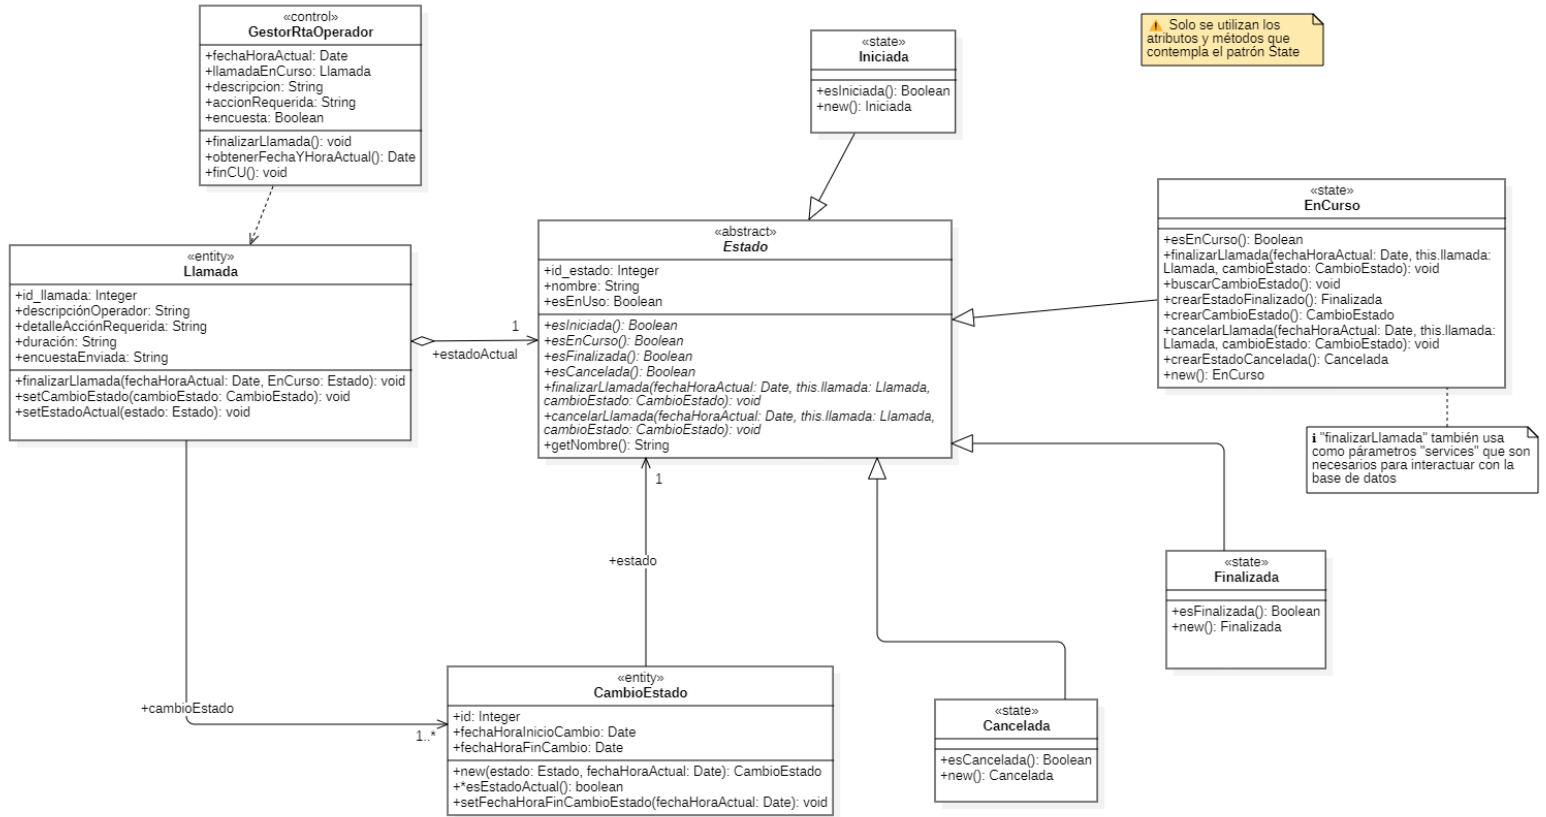 «control»
GestorRtaOperador
+fechaHoraActual: Date
+llamadaEnCurso: Llamada
+descripcion: String
+accionRequerida: String
+encuesta: Boolean
+finalizarLlamada(): void
+obtenerFechaYHoraActual(): Date
+finCU(): void
«state»
Iniciada
+esIniciada(): Boolean
+new(): Iniciada
⚠ Solo se utilizan los
atributos y métodos que
contempla el patrón State
«entity»
Llamada
+id_llamada: Integer
+descripciónOperador: String
+detalleAcciónRequerida: String
+duración: String
+encuestaEnviada: String
+finalizarLlamada(fechaHoraActual: Date, EnCurso: Estado): void
+setCambioEstado(cambioEstado: CambioEstado): void
+setEstadoActual(estado: Estado): void
1
+estadoActual
«abstract»
Estado
+id_estado: Integer
+nombre: String
+esEnUso: Boolean
+esIniciada(): Boolean
+esEnCurso(): Boolean
+esFinalizada(): Boolean
+esCancelada(): Boolean
+finalizarLlamada(fechaHoraActual: Date, this.llamada: Llamada,
cambioEstado: CambioEstado): void
+cancelarLlamada(fechaHoraActual: Date, this.llamada: Llamada,
cambioEstado: CambioEstado): void
+getNombre(): String
«state»
EnCurso
+esEnCurso(): Boolean
+finalizarLlamada(fechaHoraActual: Date, this.llamada:
Llamada, cambioEstado: CambioEstado): void
+buscarCambioEstado(): void
+crearEstadoFinalizado(): Finalizada
+crearCambioEstado(): CambioEstado
+cancelarLlamada(fechaHoraActual: Date, this.llamada:
Llamada, cambioEstado: CambioEstado): void
+crearEstadoCancelada(): Cancelada
+new(): EnCurso
ℹ "finalizarLlamada" también usa
como párametros "services" que son
necesarios para interactuar con la
base de datos
1
+estado
«state»
Finalizada
+esFinalizada(): Boolean
+new(): Finalizada
+cambioEstado
1..*
«entity»
CambioEstado
+id: Integer
+fechaHoraInicioCambio: Date
+fechaHoraFinCambio: Date
+new(estado: Estado, fechaHoraActual: Date): CambioEstado
+*esEstadoActual(): boolean
+setFechaHoraFinCambioEstado(fechaHoraActual: Date): void
«state»
Cancelada
+esCancelada(): Boolean
+new(): Cancelada